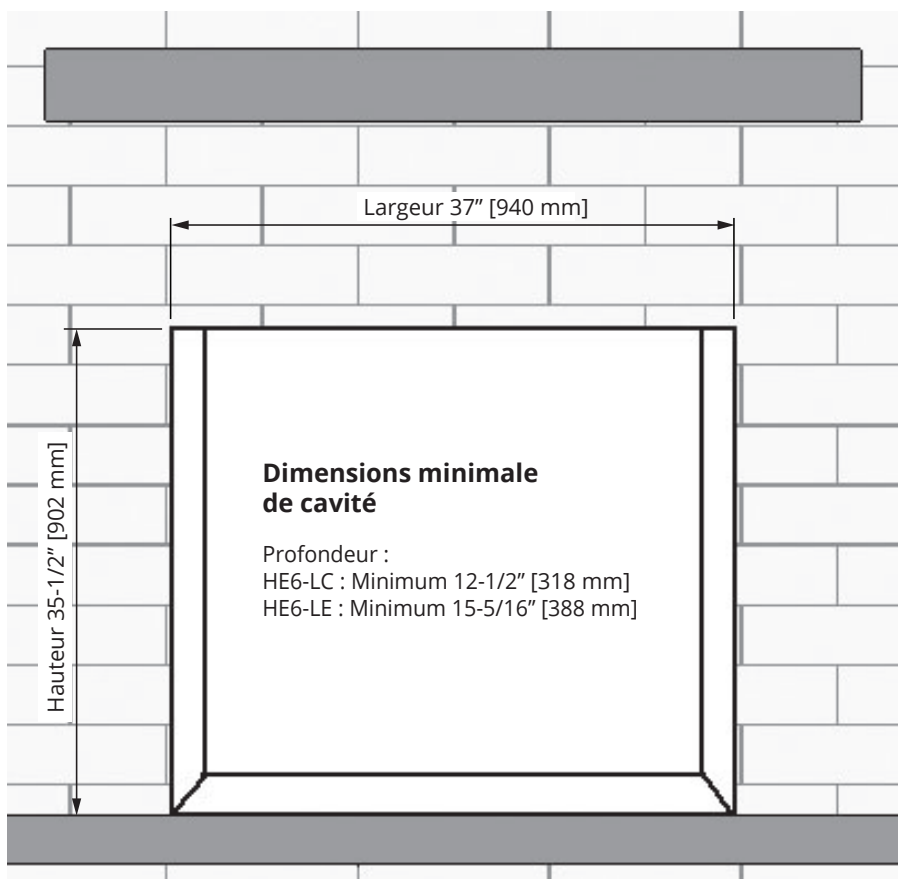 Largeur 37” [940 mm]
Hauteur 35-1/2” [902 mm]
Dimensions minimale
de cavité
Profondeur :
HE6-LC : Minimum 12-1/2” [318 mm]
HE6-LE : Minimum 15-5/16” [388 mm]